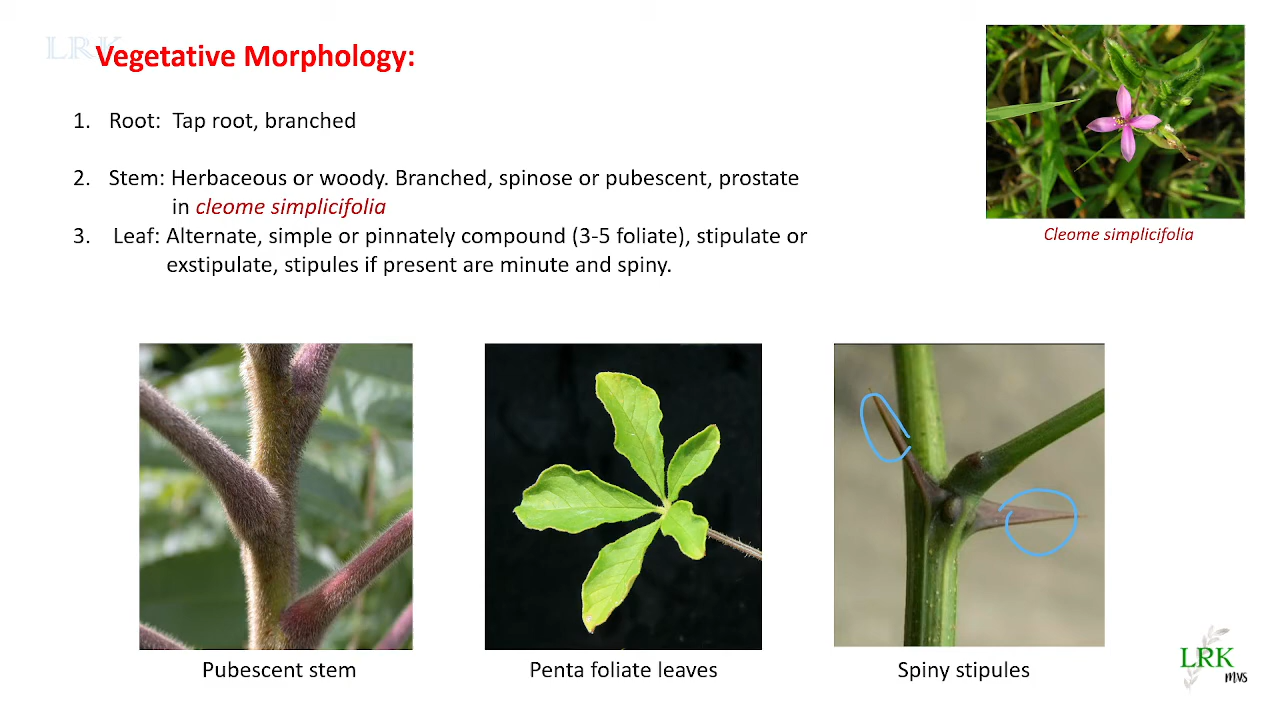 LRK
Vegetative Morphology:
1. Root: Tap root, branched
2. Stem: Herbaceous or woody. Branched, spinose or pubescent, prostate
in cleome simplicifolia
3. Leaf: Alternate, simple or pinnately compound (3-5 foliate), stipulate or
exstipulate, stipules if present are minute and spiny.
Cleome simplicifolia
Pubescent stem
Penta foliate leaves
Spiny stipules
LRK
MVS